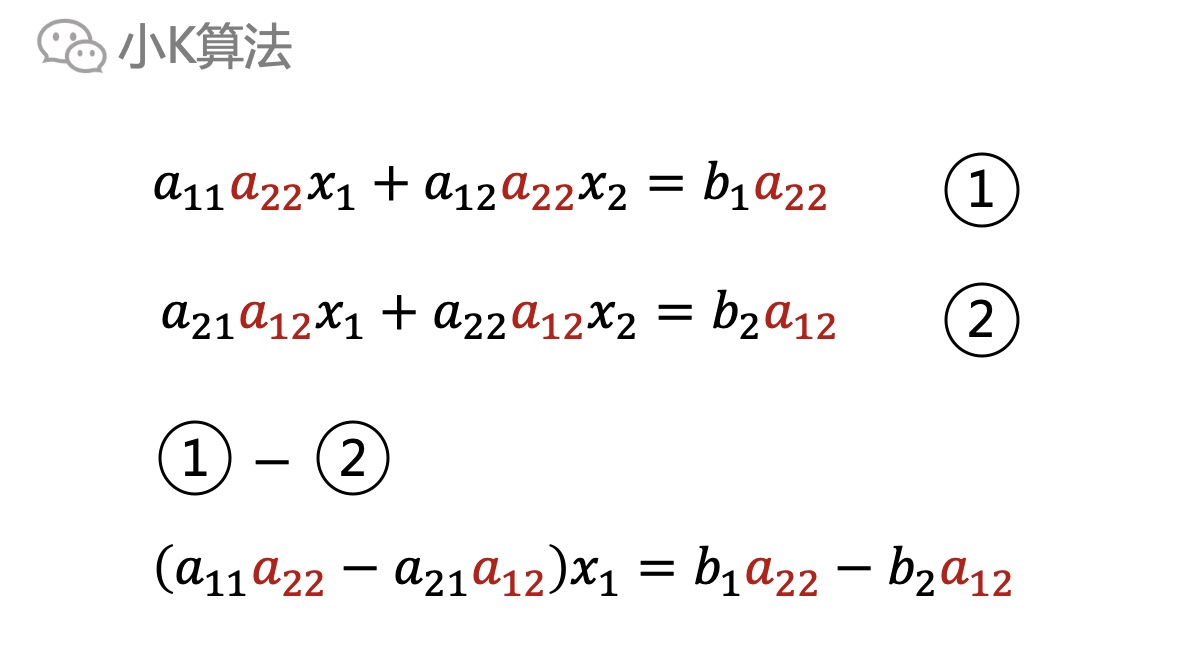 小K算法
a₁₁a₂₂x₁ + a₁₂a₂₂x₂ = b₁a₂₂ ①
a₂₁a₁₂x₁ + a₂₂a₁₂x₂ = b₂a₁₂ ②
① − ②
(a₁₁a₂₂ − a₂₁a₁₂)x₁ = b₁a₂₂ − b₂a₁₂